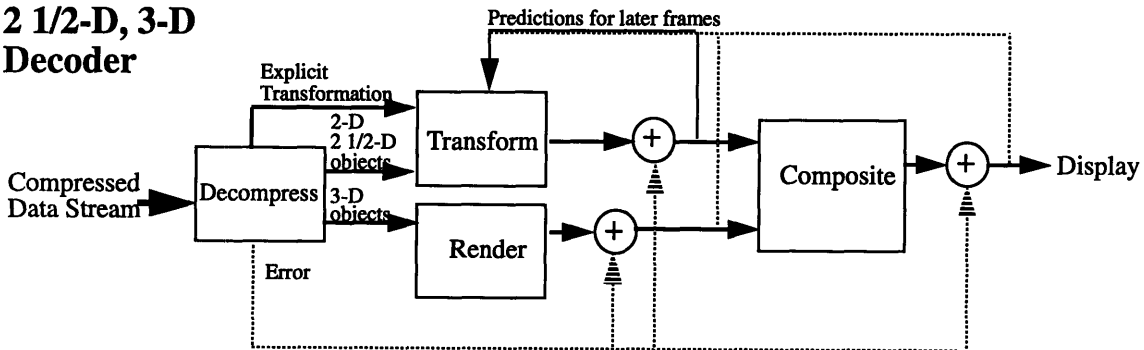 2 1/2-D, 3-D
Decoder
Predictions for later frames
Explicit
Transformation
2-D
2 1/2-D
objects
Transform
+
Compressed
Data Stream
Decompress
3-D
objects
Render
+
Composite
+
Display
Error